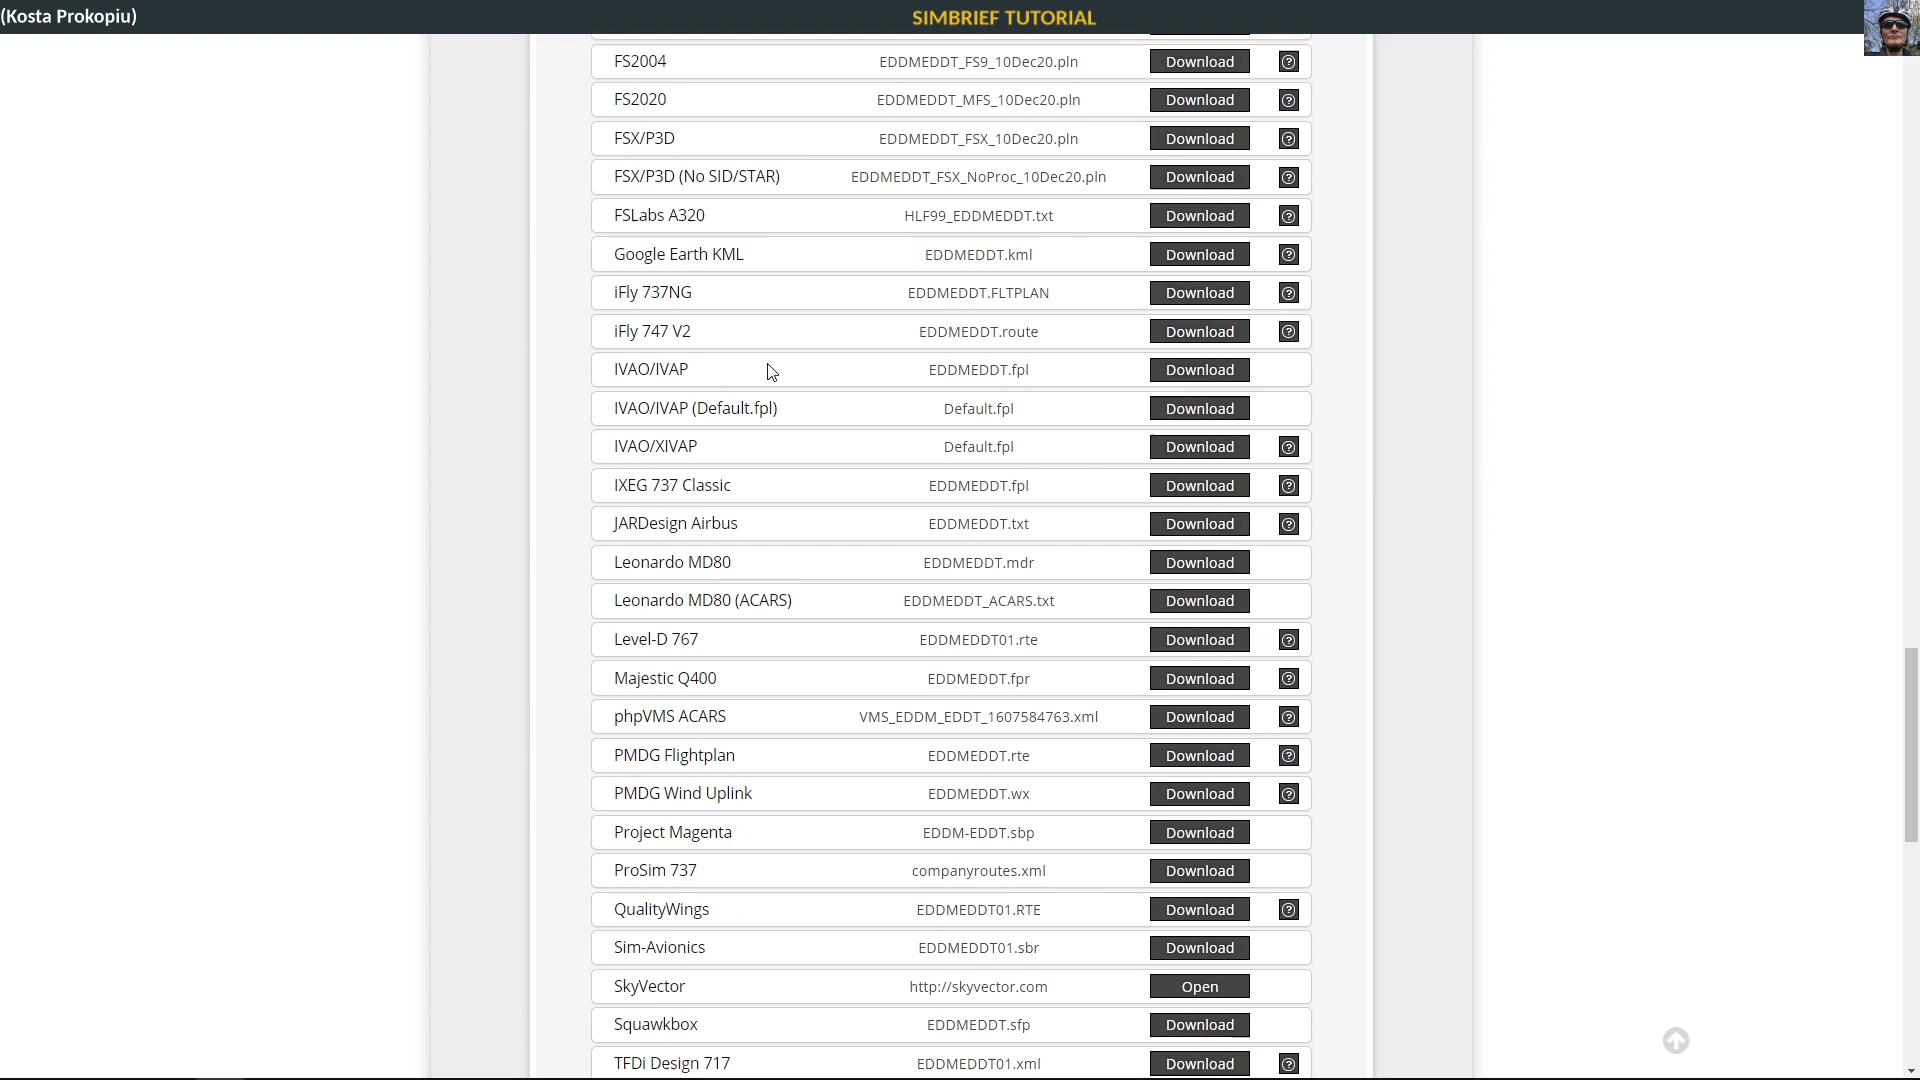 (Kosta Prokopiu)
SIMBRIEF TUTORIAL
FS2004 EDDMEDDT_FS9_10Dec20.pln Download
FS2020 EDDMEDDT_MFS_10Dec20.pln Download
FSX/P3D EDDMEDDT_FSX_10Dec20.pln Download
FSX/P3D (No SID/STAR) EDDMEDDT_FSX_NoProc_10Dec20.pln Download
FSLabs A320 HLF99_EDDMEDDT.txt Download
Google Earth KML EDDMEDDT.kml Download
iFly 737NG EDDMEDDT.FLTPLAN Download
iFly 747 V2 EDDMEDDT.route Download
IVAO/IVAP EDDMEDDT.fpl Download
IVAO/IVAP (Default.fpl) Default.fpl Download
IVAO/XIVAP Default.fpl Download
IXEG 737 Classic EDDMEDDT.fpl Download
JARDesign Airbus EDDMEDDT.txt Download
Leonardo MD80 EDDMEDDT.mdr Download
Leonardo MD80 (ACARS) EDDMEDDT_ACARS.txt Download
Level-D 767 EDDMEDDT01.rte Download
Majestic Q400 EDDMEDDT.fpr Download
phpVMS ACARS VMS_EDDM_EDDT_1607584763.xml Download
PMDG Flightplan EDDMEDDT.rte Download
PMDG Wind Uplink EDDMEDDT.wx Download
Project Magenta EDDM-EDDT.sbp Download
ProSim 737 companyroutes.xml Download
QualityWings EDDMEDDT01.RTE Download
Sim-Avionics EDDMEDDT01.sbr Download
SkyVector http://skyvector.com Open
Squawkbox EDDMEDDT.sfp Download
TFDi Design 717 EDDMEDDT01.xml Download